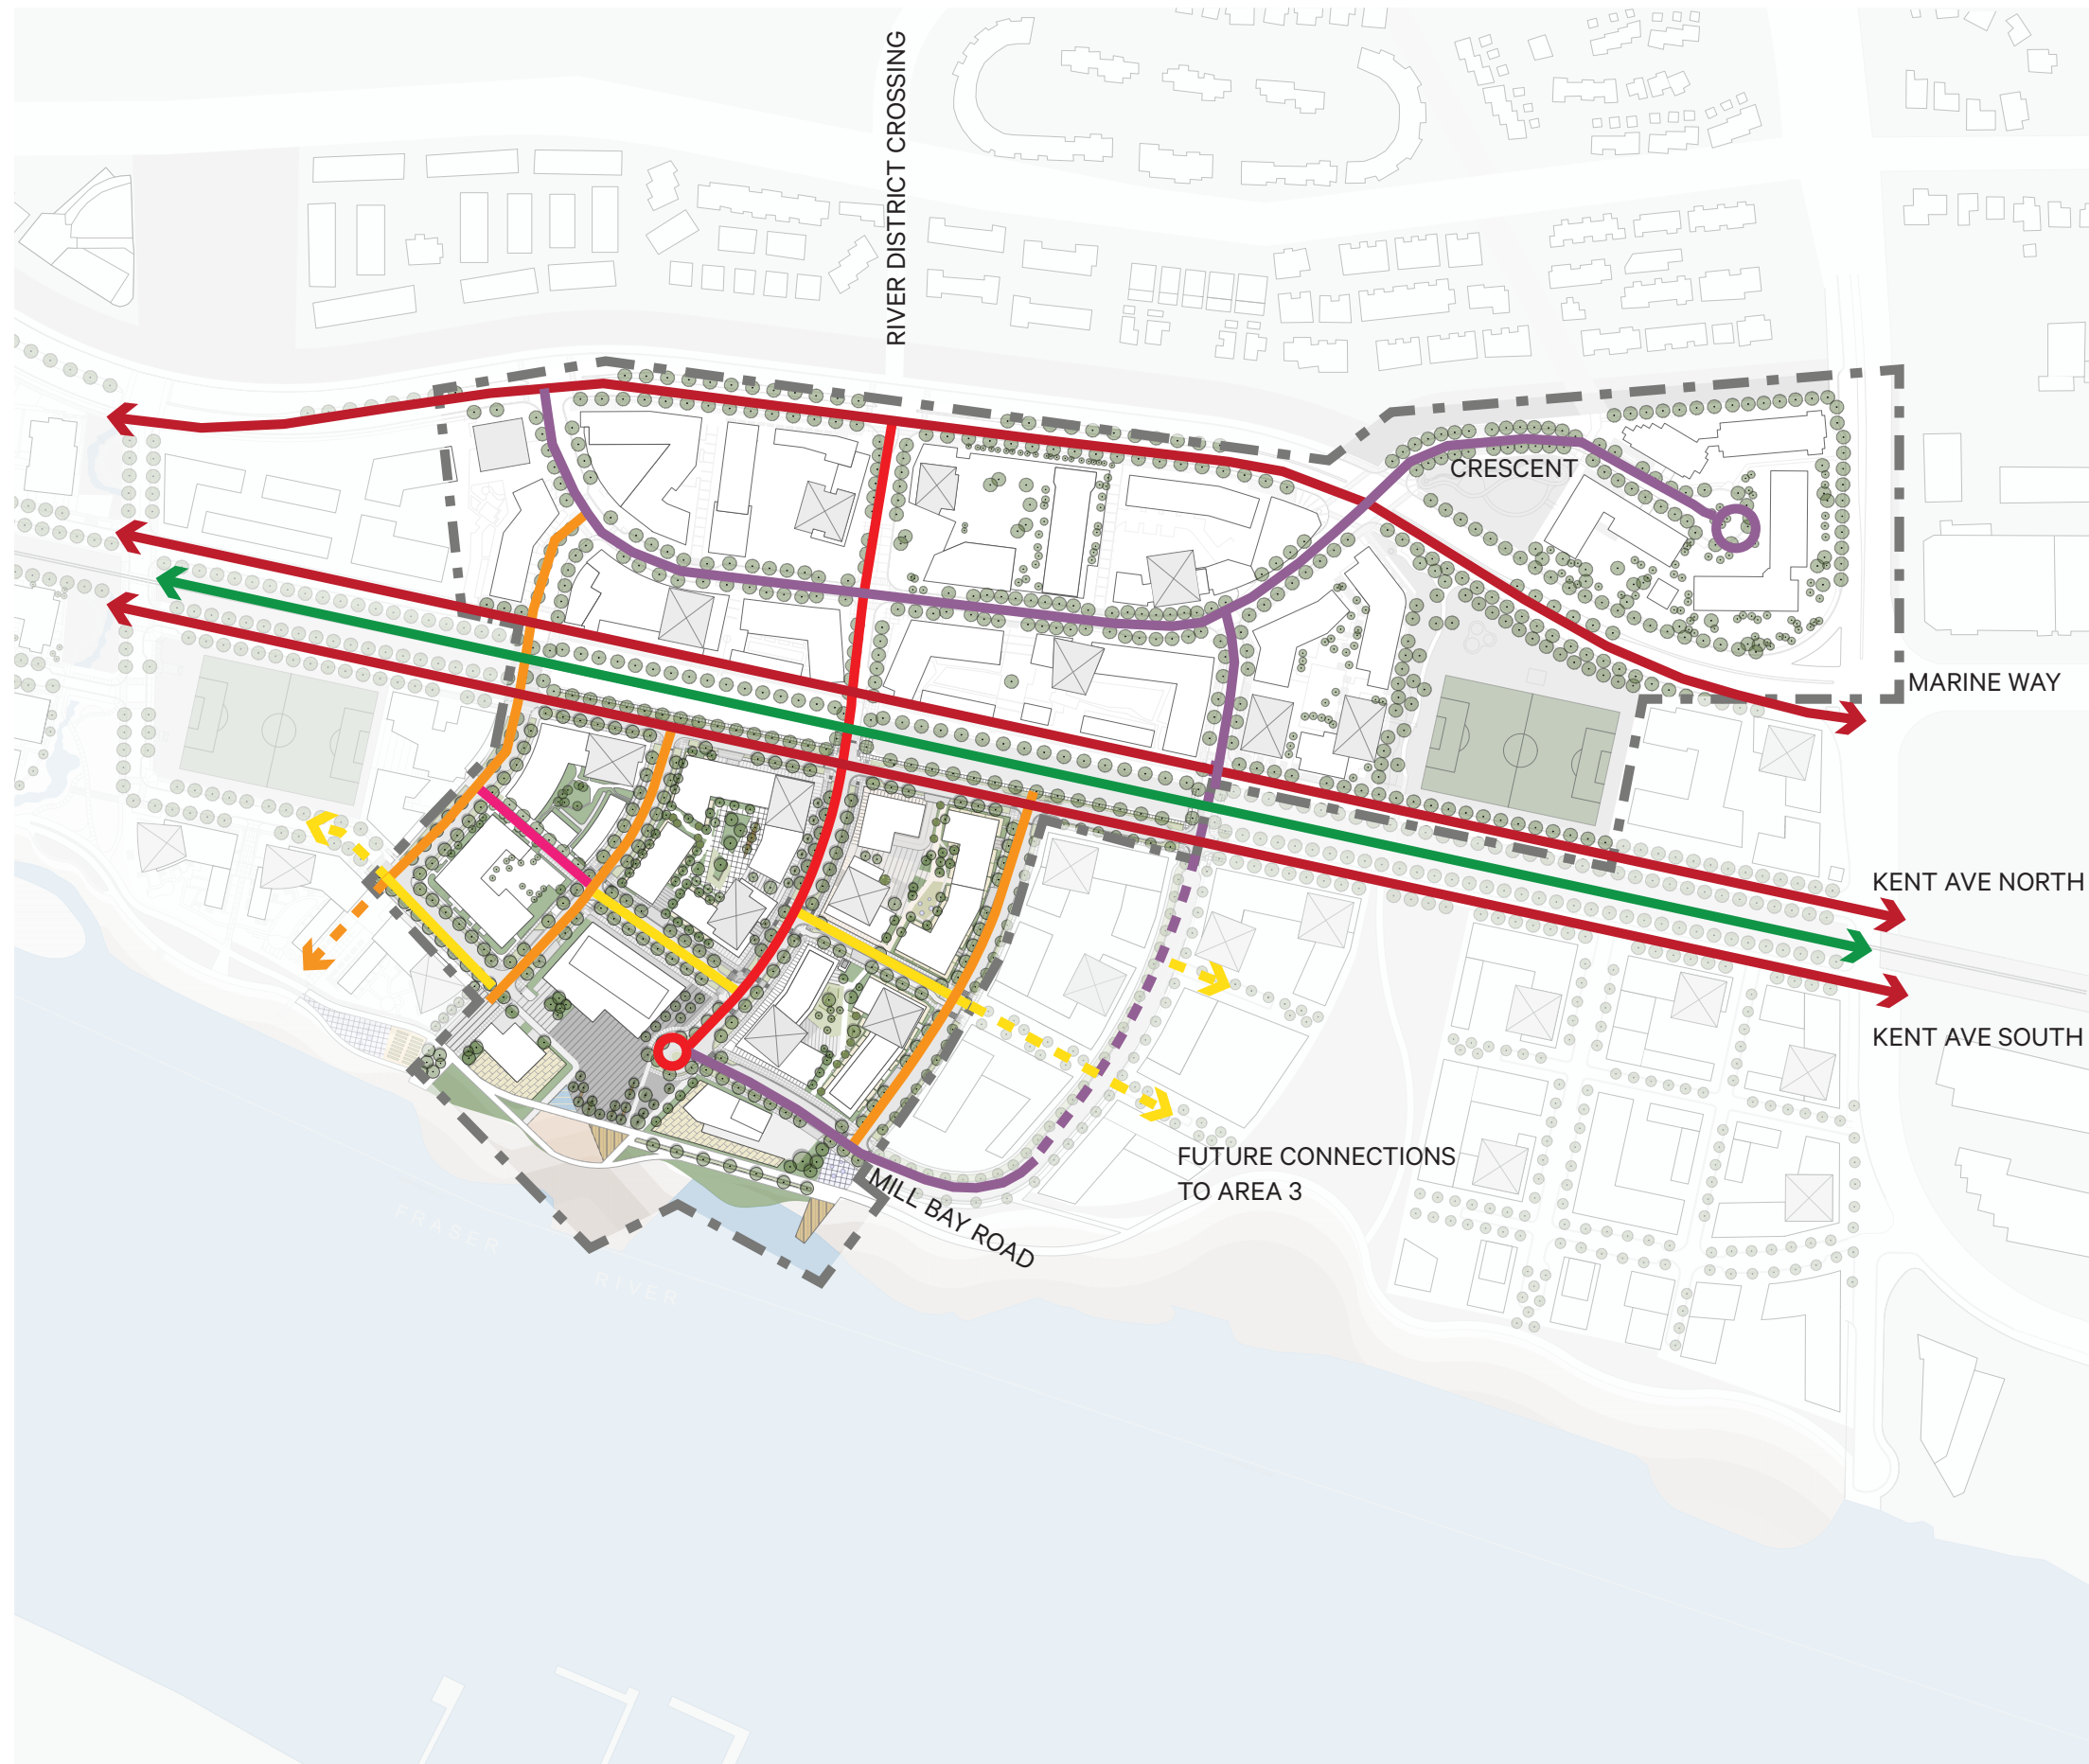 RIVER DISTRICT CROSSING
CRESCENT
MARINE WAY
KENT AVE NORTH
KENT AVE SOUTH
FUTURE CONNECTIONS
TO AREA 3
MILL BAY ROAD
FRASER
RIVER